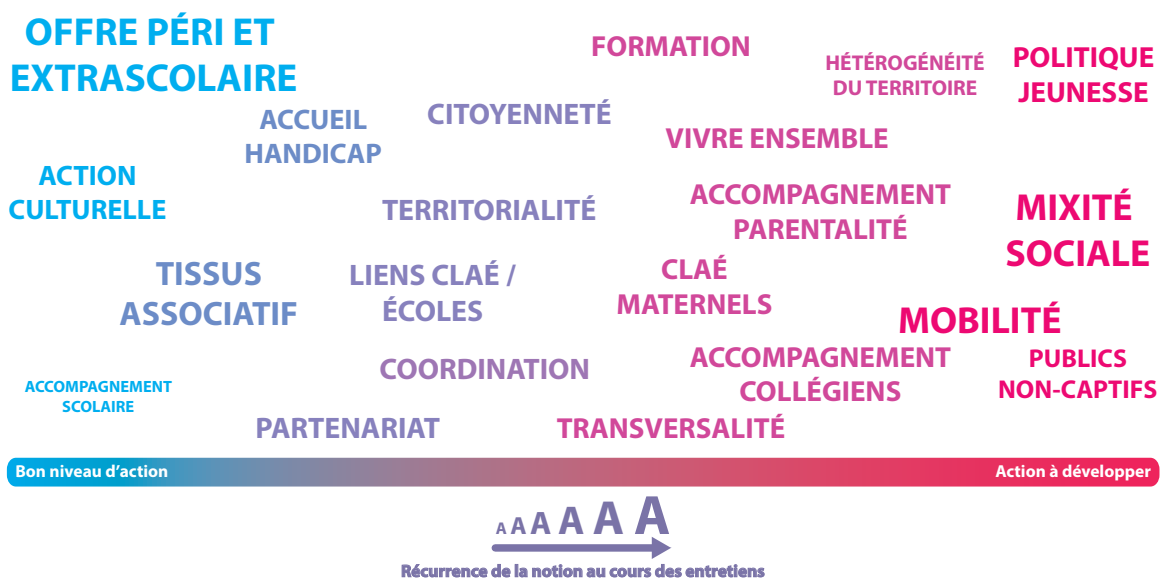 OFFRE PÉRI ET
EXTRASCOLAIRE
FORMATION
HÉTÉROGÉNÉITÉ
DU TERRITOIRE
POLITIQUE
JEUNESSE
ACCUEIL
HANDICAP
CITOYENNETÉ
VIVRE ENSEMBLE
ACTION
CULTURELLE
TERRITORIALITÉ
ACCOMPAGNEMENT
PARENTALITÉ
MIXITÉ
SOCIALE
TISSUS
ASSOCIATIF
LIENS CLAÉ /
ÉCOLES
CLAÉ
MATERNELS
MOBILITÉ
COORDINATION
ACCOMPAGNEMENT
COLLÉGIENS
PUBLICS
NON-CAPTIFS
ACCOMPAGNEMENT
SCOLAIRE
PARTENARIAT
TRANSVERSALITÉ
Bon niveau d'action
Action à développer
A A A A A A
Récurrence de la notion au cours des entretiens